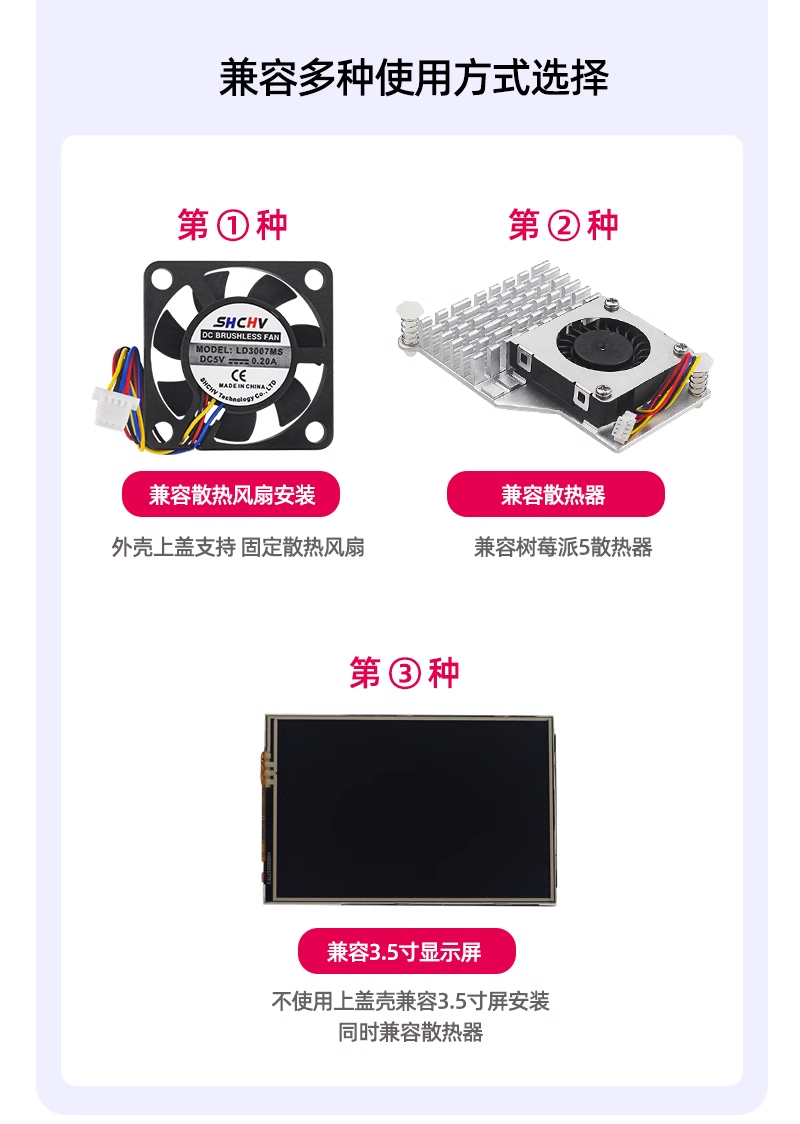 兼容多种使用方式选择
第①种
第②种
SHCHV
DC BRUSHLESS FAN
MODEL: LD3007MS
DC5V 0.20A
CE
MADE IN CHINA
SHCHV Technology Co., LTD
兼容散热风扇安装
兼容散热器
外壳上盖支持 固定散热风扇
兼容树莓派5散热器
第③种
兼容3.5寸显示屏
不使用上盖壳兼容3.5寸屏安装
同时兼容散热器